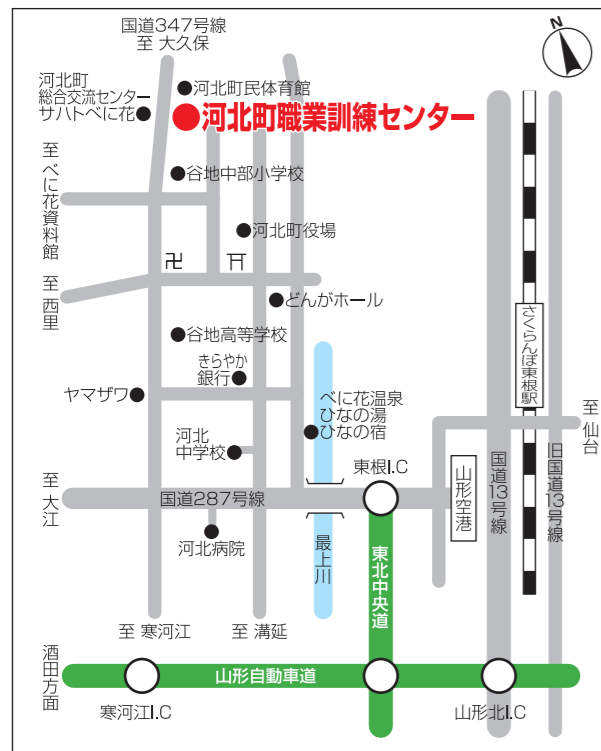 国道347号線
至 大久保
N
河北町
総合交流センター
サハトべに花
河北町民体育館
河北町職業訓練センター
至べに花資料館
谷地中部小学校
河北町役場
卍
至西里
どんがホール
谷地高等学校
きらやか
銀行
さくらんぼ東根駅
ヤマザワ
べに花温泉
ひなの湯
ひなの宿
至仙台
河北
中学校
東根I.C
至大江
国道287号線
山形空港
国道13号線
旧国道13号線
河北病院
最上川
東北中央道
至 寒河江
至 溝延
酒田方面
山形自動車道
寒河江I.C
山形北I.C